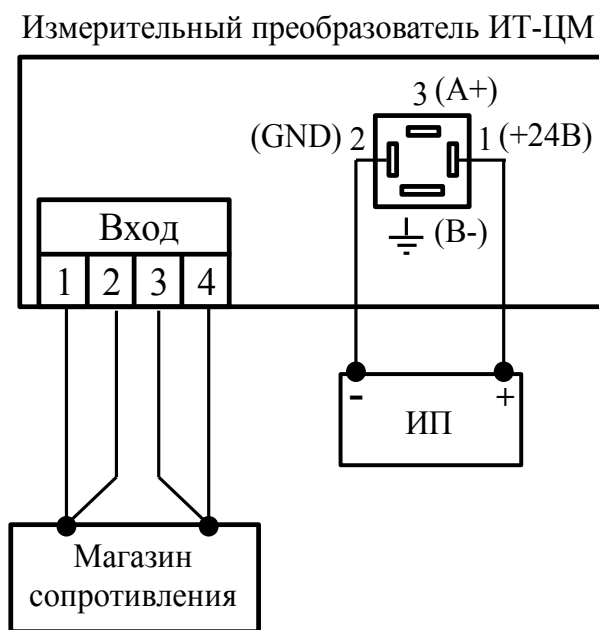 Измерительный преобразователь ИТ-ЦМ
3 (A+)
(GND) 2
1 (+24В)
(B-)
Вход
1 2 3 4
- +
ИП
Магазин
сопротивления